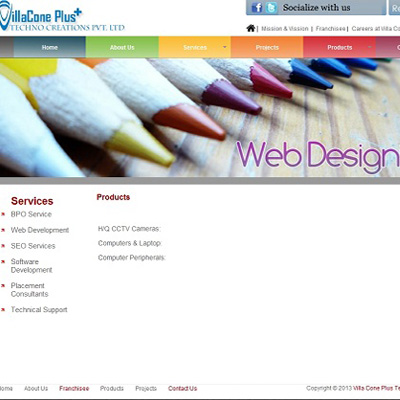 VillaCone Plus+
TECHNO CREATIONS PVT. LTD
Socialize with us
| Mission & Vission | Franchisee | Careers at Villa Co
Home About Us Services Projects Products C
Web Design
Services
BPO Service
Web Development
SEO Services
Software
Development
Placement
Consultants
Technical Support
Products
H/Q CCTV Cameras:
Computers & Laptop:
Computer Peripherals:
Home About Us Franchisee Products Projects Contact Us
Copyright © 2013 Villa Cone Plus Te